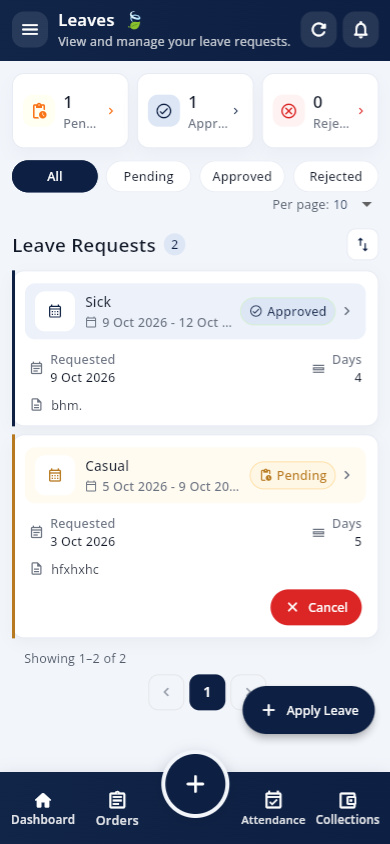 Leaves 🍃
View and manage your leave requests.
1
Pen...
1
Appr...
0
Reje...
All
Pending
Approved
Rejected
Per page: 10
Leave Requests 2
Sick
9 Oct 2026 - 12 Oct ...
Approved
Requested
9 Oct 2026
Days
4
bhm.
Casual
5 Oct 2026 - 9 Oct 20...
Pending
Requested
3 Oct 2026
Days
5
hfxhxhc
Cancel
Showing 1–2 of 2
1
Apply Leave
Dashboard
Orders
Attendance
Collections